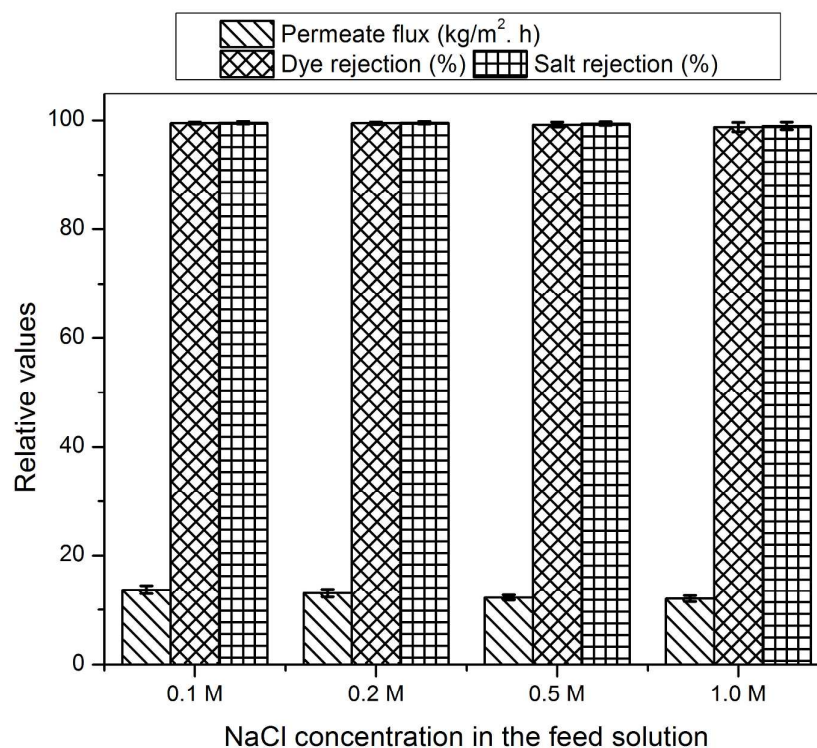 Permeate flux (kg/m². h)
Dye rejection (%) Salt rejection (%)
100
80
60
40
20
0
Relative values
0.1 M 0.2 M 0.5 M 1.0 M
NaCl concentration in the feed solution